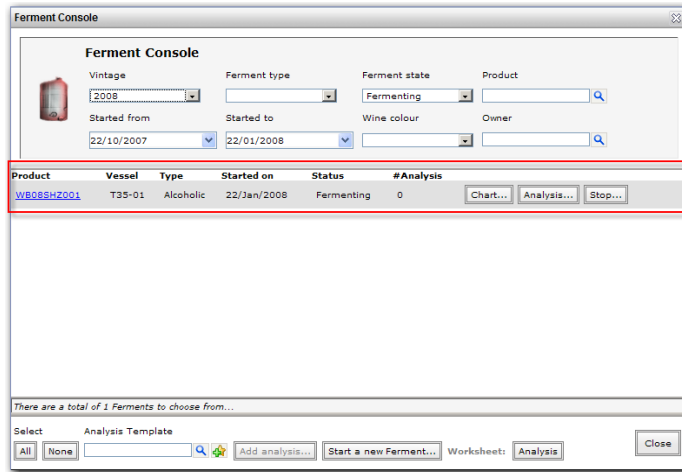 Ferment Console
Ferment Console
Vintage Ferment type Ferment state Product
2008 Fermenting
Started from Started to Wine colour Owner
22/10/2007 22/01/2008
Product Vessel Type Started on Status #Analysis
WB08SHZ001 T35-01 Alcoholic 22/Jan/2008 Fermenting 0 Chart... Analysis... Stop...
There are a total of 1 Ferments to choose from...
Select Analysis Template
All None Add analysis... Start a new Ferment... Worksheet: Analysis Close